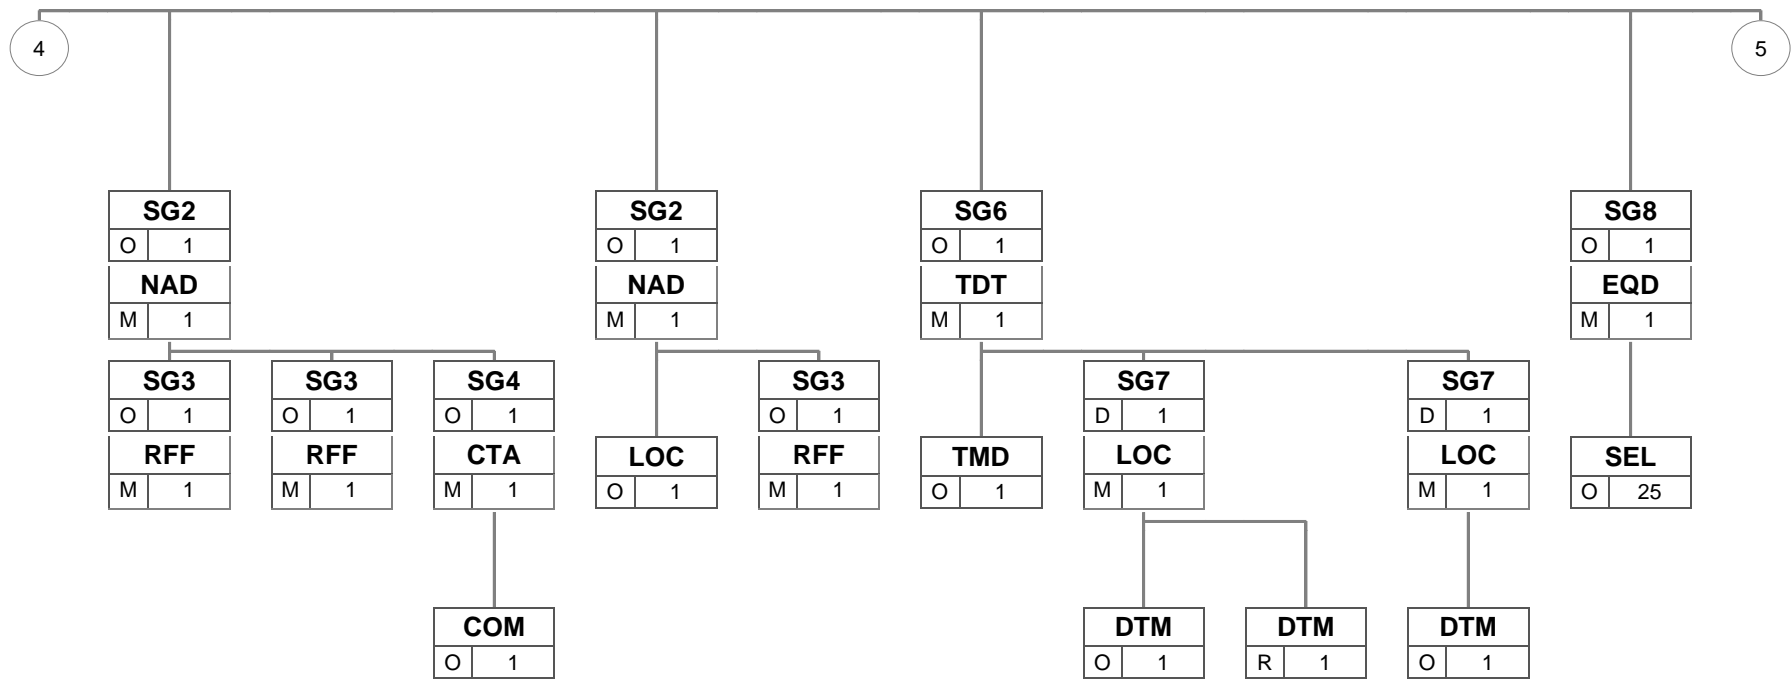 4
5
SG2
SG2
SG6
SG8
O 1
O 1
O 1
O 1
NAD
NAD
TDT
EQD
M 1
M 1
M 1
M 1
SG3
SG3
SG4
SG3
SG7
SG7
O 1
O 1
O 1
O 1
D 1
D 1
RFF
RFF
CTA
LOC
RFF
TMD
LOC
LOC
SEL
M 1
M 1
M 1
O 1
M 1
O 1
M 1
M 1
O 25
COM
DTM
DTM
DTM
O 1
O 1
R 1
O 1